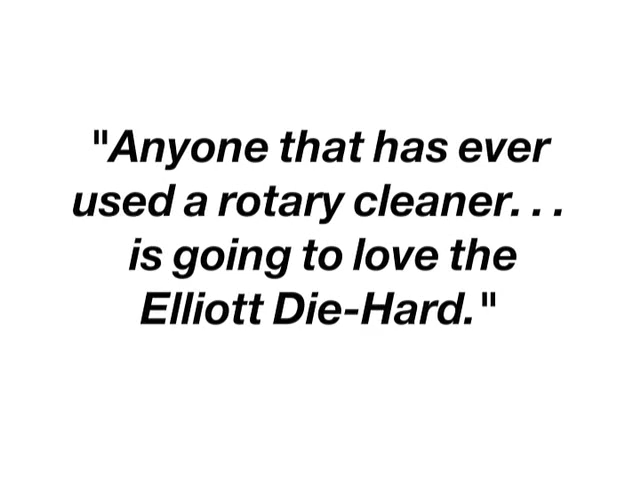 "Anyone that has ever
used a rotary cleaner. . .
is going to love the
Elliott Die-Hard."